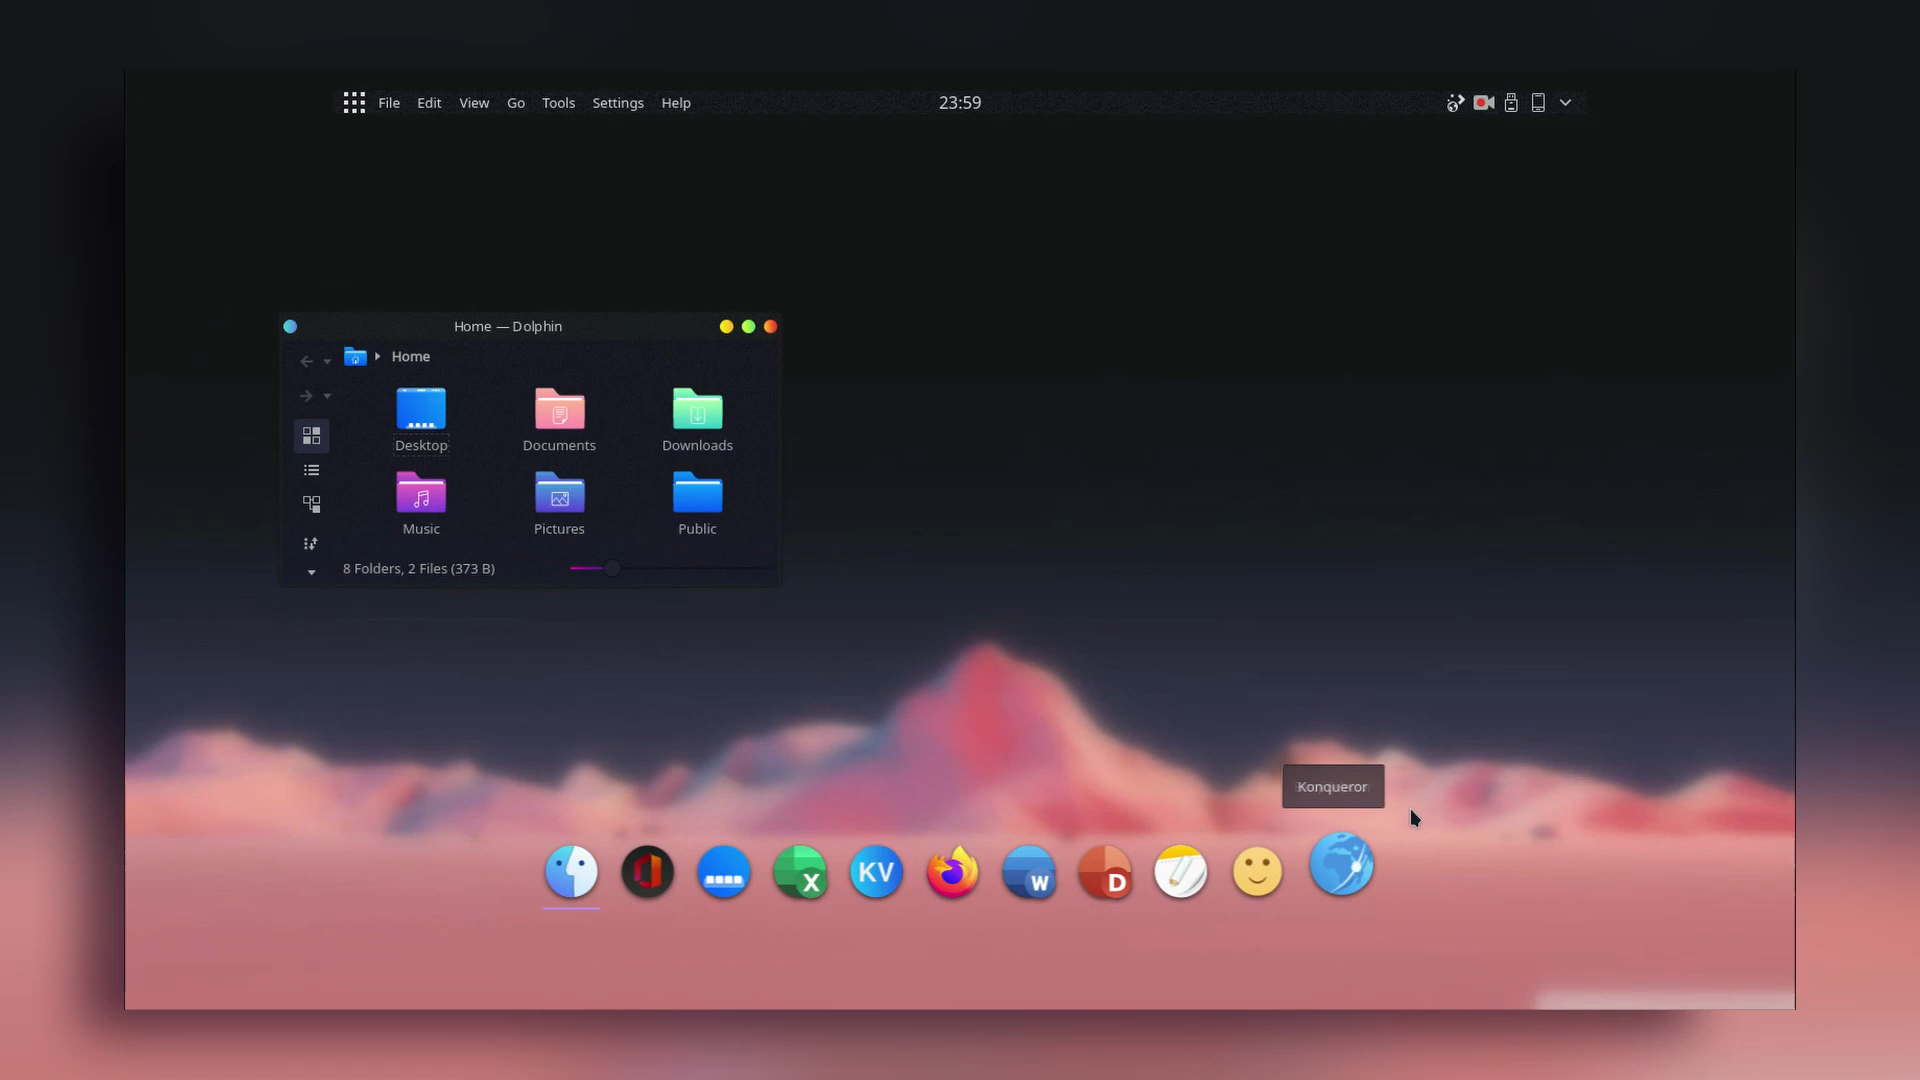 File Edit View Go Tools Settings Help 23:59
Home — Dolphin
Home
Desktop Documents Downloads
Music Pictures Public
8 Folders, 2 Files (373 B)
Konqueror
X KV W D